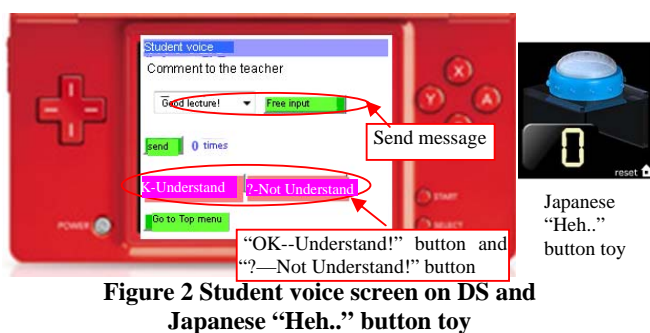 Student voice
Comment to the teacher
Good lecture! Free input
Send message
send 0 times
K-Understand ?-Not Understand
Go to Top menu
POWER
START
SELECT
X
Y
A
0
reset
Japanese
“Heh..”
button toy
“OK--Understand!” button and
“?—Not Understand!” button
Figure 2 Student voice screen on DS and
Japanese “Heh..” button toy